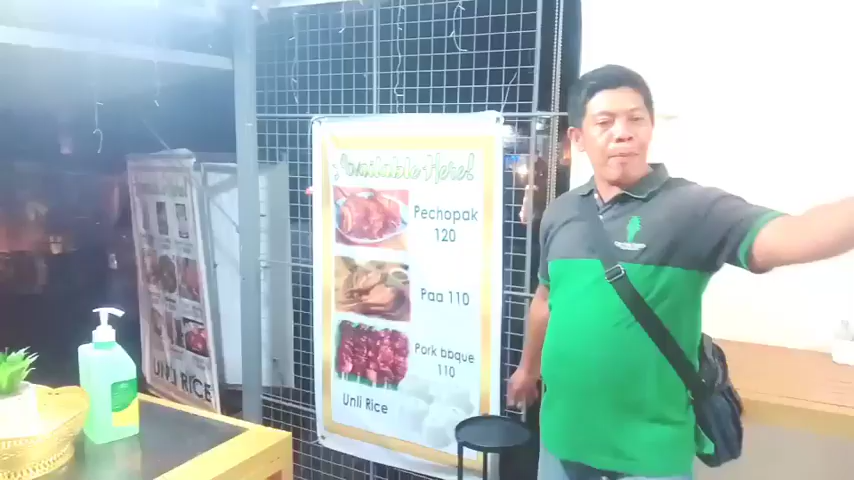 Available Here!
Pechopak
120
Paa 110
Pork bbque
110
Unli Rice
UNLI RICE